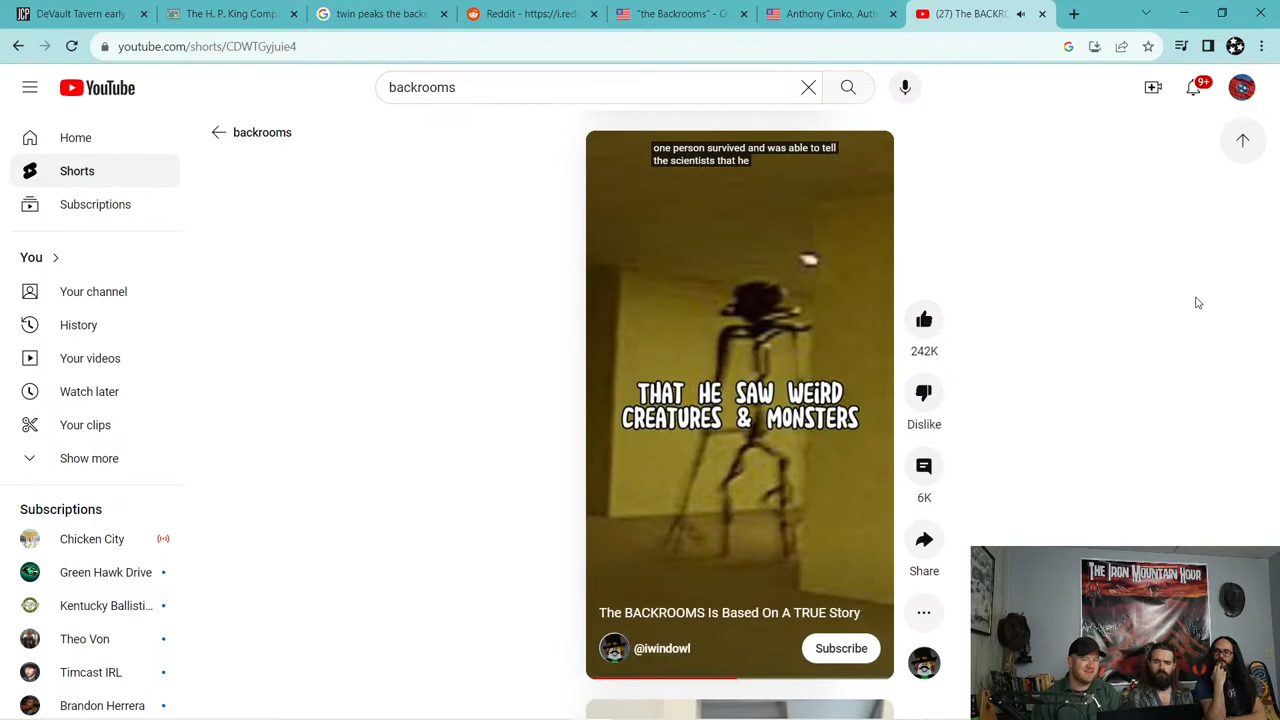 DeVault Tavern early
The H. P. King Comp
twin peaks the backr
Reddit - https://i.redd
"the Backrooms" - O
Anthony Cinko, Auth
(27) The BACKRO
youtube.com/shorts/CDWTGyjuie4
YouTube
backrooms
9+
Home
Shorts
Subscriptions
You
Your channel
History
Your videos
Watch later
Your clips
Show more
Subscriptions
Chicken City
Green Hawk Drive
Kentucky Ballisti...
Theo Von
Timcast IRL
Brandon Herrera
backrooms
one person survived and was able to tell
the scientists that he
THAT HE SAW WEIRD
CREATURES & MONSTERS
The BACKROOMS Is Based On A TRUE Story
@iwindowl
Subscribe
242K
Dislike
6K
Share
THE IRON MOUNTAIN HOUR